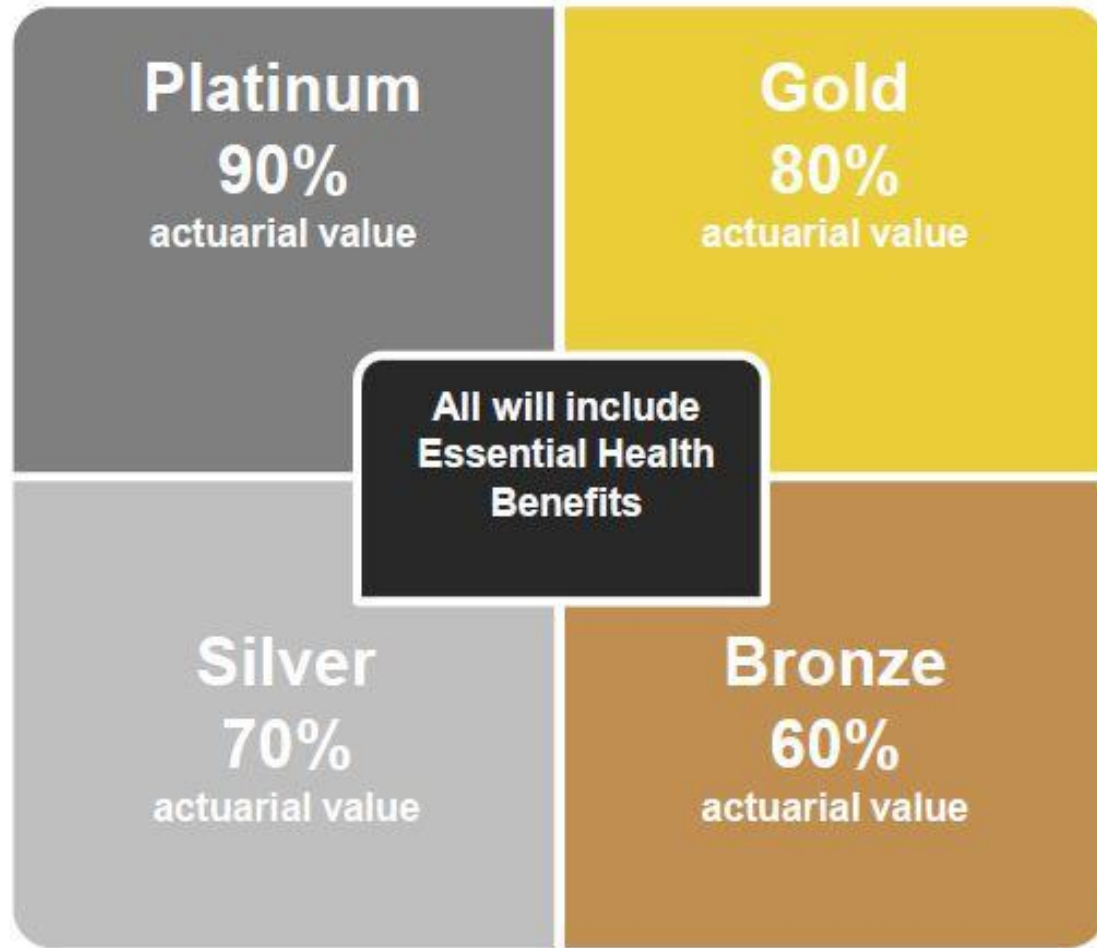 Platinum
90%
actuarial value
Gold
80%
actuarial value
All will include
Essential Health
Benefits
Silver
70%
actuarial value
Bronze
60%
actuarial value